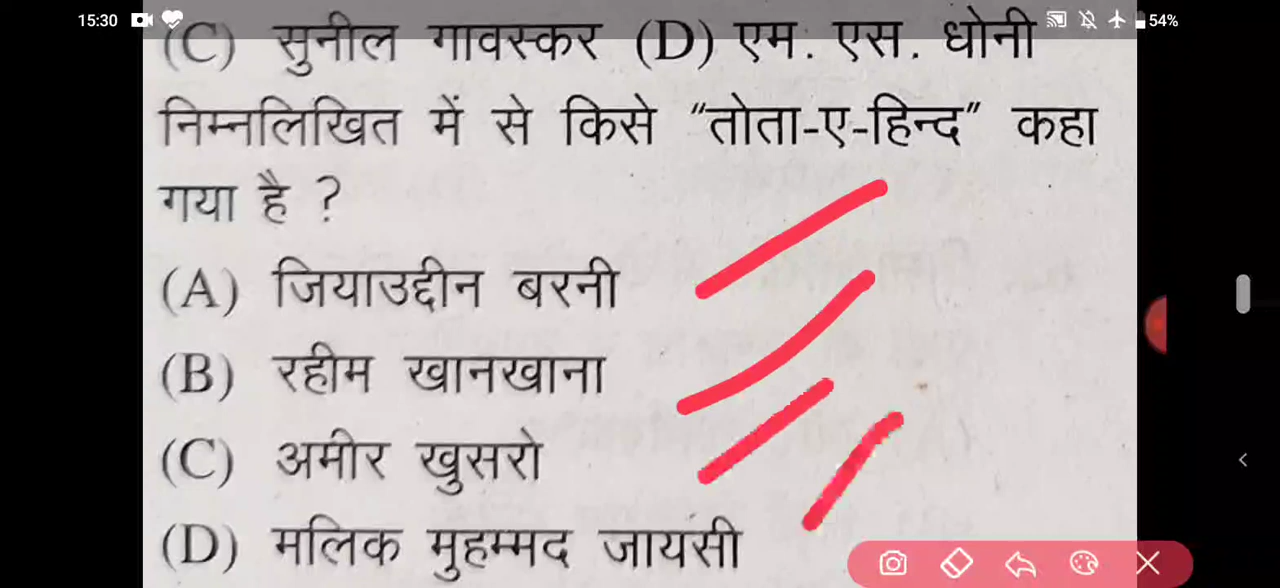 15:30 54%
(C) सुनील गावस्कर (D) एम. एस. धोनी
निम्नलिखित में से किसे “तोता-ए-हिन्द” कहा
गया है ?
(A) जियाउद्दीन बरनी
(B) रहीम खानखाना
(C) अमीर खुसरो
(D) मलिक मुहम्मद जायसी